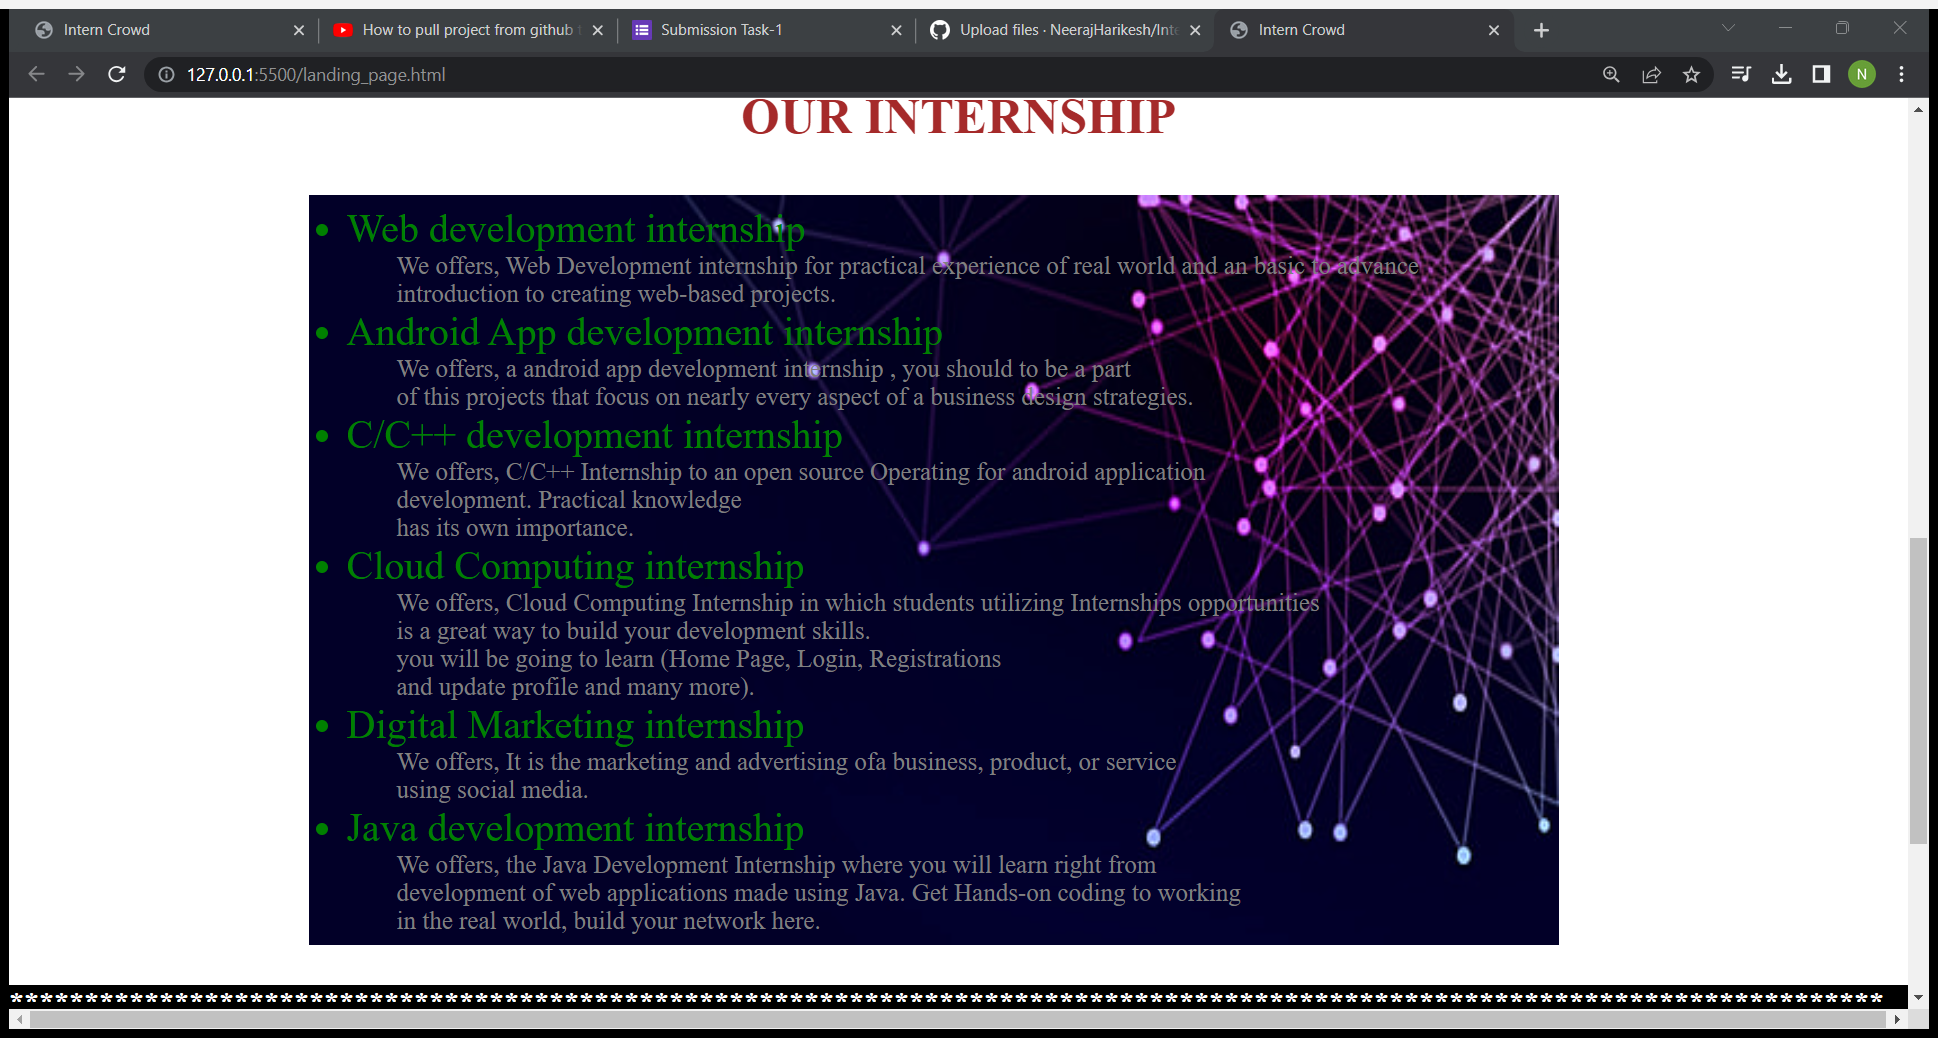 Intern Crowd
How to pull project from github
Submission Task-1
Upload files · NeerajHarikesh/Inte
Intern Crowd
127.0.0.1:5500/landing_page.html
N
OUR INTERNSHIP
• Web development internship
We offers, Web Development internship for practical experience of real world and an basic to advance
introduction to creating web-based projects.
• Android App development internship
We offers, a android app development internship , you should to be a part
of this projects that focus on nearly every aspect of a business design strategies.
• C/C++ development internship
We offers, C/C++ Internship to an open source Operating for android application
development. Practical knowledge
has its own importance.
• Cloud Computing internship
We offers, Cloud Computing Internship in which students utilizing Internships opportunities
is a great way to build your development skills.
you will be going to learn (Home Page, Login, Registrations
and update profile and many more).
• Digital Marketing internship
We offers, It is the marketing and advertising ofa business, product, or service
using social media.
• Java development internship
We offers, the Java Development Internship where you will learn right from
development of web applications made using Java. Get Hands-on coding to working
in the real world, build your network here.
*****************************************************************************************************************************